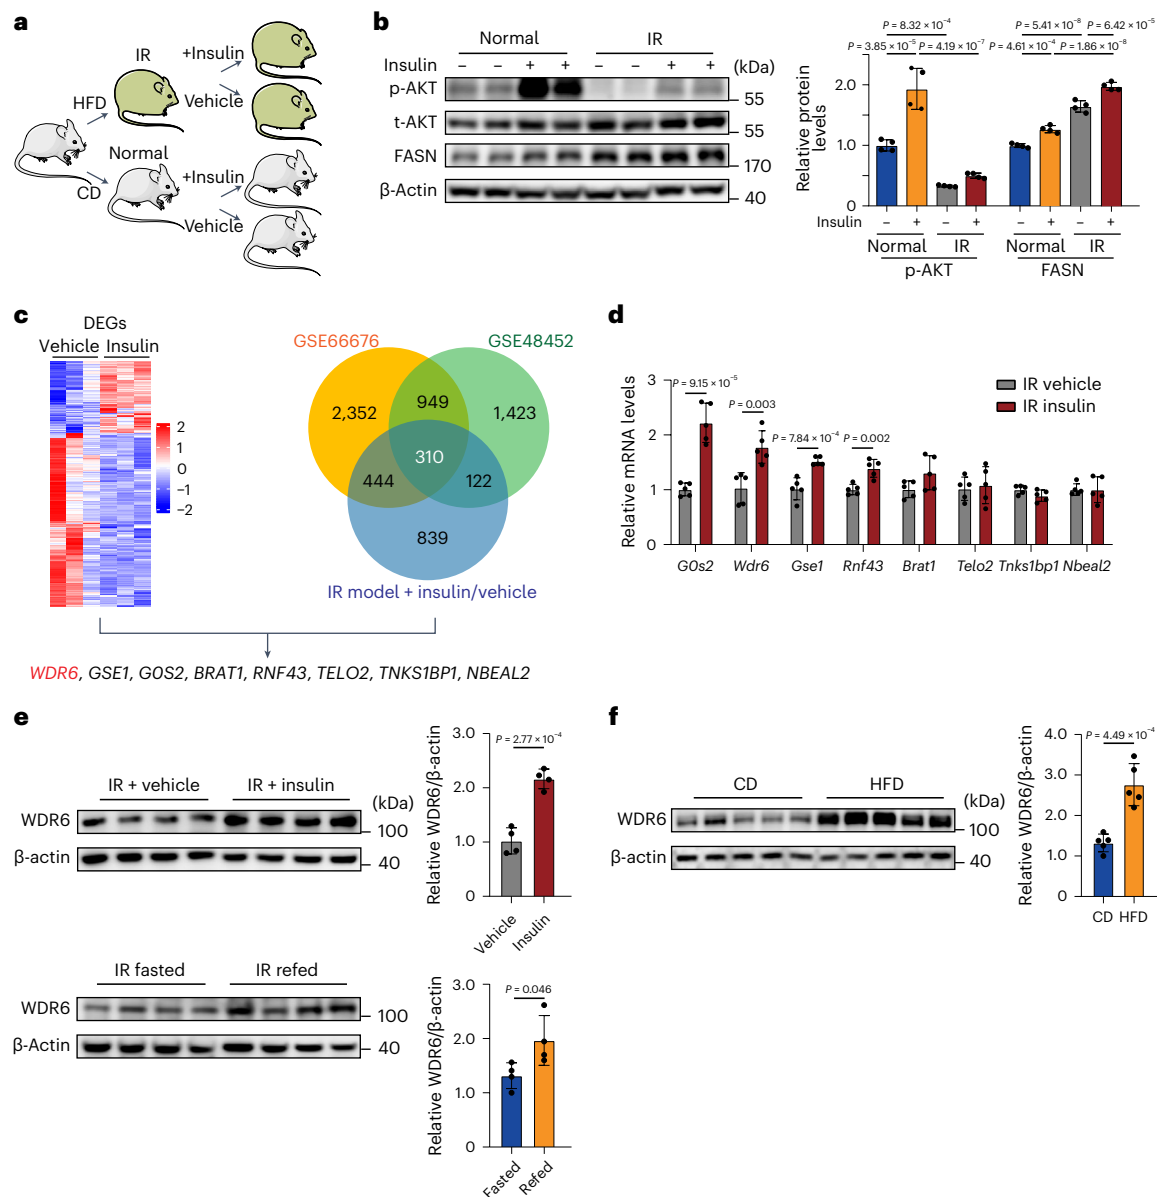 a
IR
+Insulin
HFD
Vehicle
Normal
CD
+Insulin
Vehicle
b
Normal
IR
Insulin
– – + + – – + +
(kDa)
p-AKT
55
t-AKT
55
FASN
170
β-Actin
40
P = 8.32 × 10⁻⁴
P = 5.41 × 10⁻⁸
P = 6.42 × 10⁻⁵
P = 3.85 × 10⁻⁵
P = 4.19 × 10⁻⁷
P = 4.61 × 10⁻⁴
P = 1.86 × 10⁻⁸
Relative protein
levels
2.0
1.0
0
Insulin
– + – + – + – +
Normal
IR
Normal
IR
p-AKT
FASN
c
DEGs
Vehicle Insulin
2
1
0
−1
−2
GSE66676
GSE48452
2,352
949
1,423
310
444
122
839
IR model + insulin/vehicle
WDR6, GSE1, G0S2, BRAT1, RNF43, TELO2, TNKS1BP1, NBEAL2
d
Relative mRNA levels
3
2
1
0
P = 9.15 × 10⁻⁵
P = 0.003
P = 7.84 × 10⁻⁴
P = 0.002
IR vehicle
IR insulin
G0s2 Wdr6 Gse1 Rnf43 Brat1 Telo2 Tnks1bp1 Nbeal2
e
IR + vehicle
IR + insulin
(kDa)
WDR6
100
β-actin
40
Relative WDR6/β-actin
3.0
2.0
1.0
0
P = 2.77 × 10⁻⁴
Vehicle
Insulin
IR fasted
IR refed
WDR6
100
β-Actin
40
Relative WDR6/β-actin
3.0
2.0
1.0
0
P = 0.046
Fasted
Refed
f
CD
HFD
(kDa)
WDR6
100
β-actin
40
Relative WDR6/β-actin
4.0
3.0
2.0
1.0
0
P = 4.49 × 10⁻⁴
CD HFD